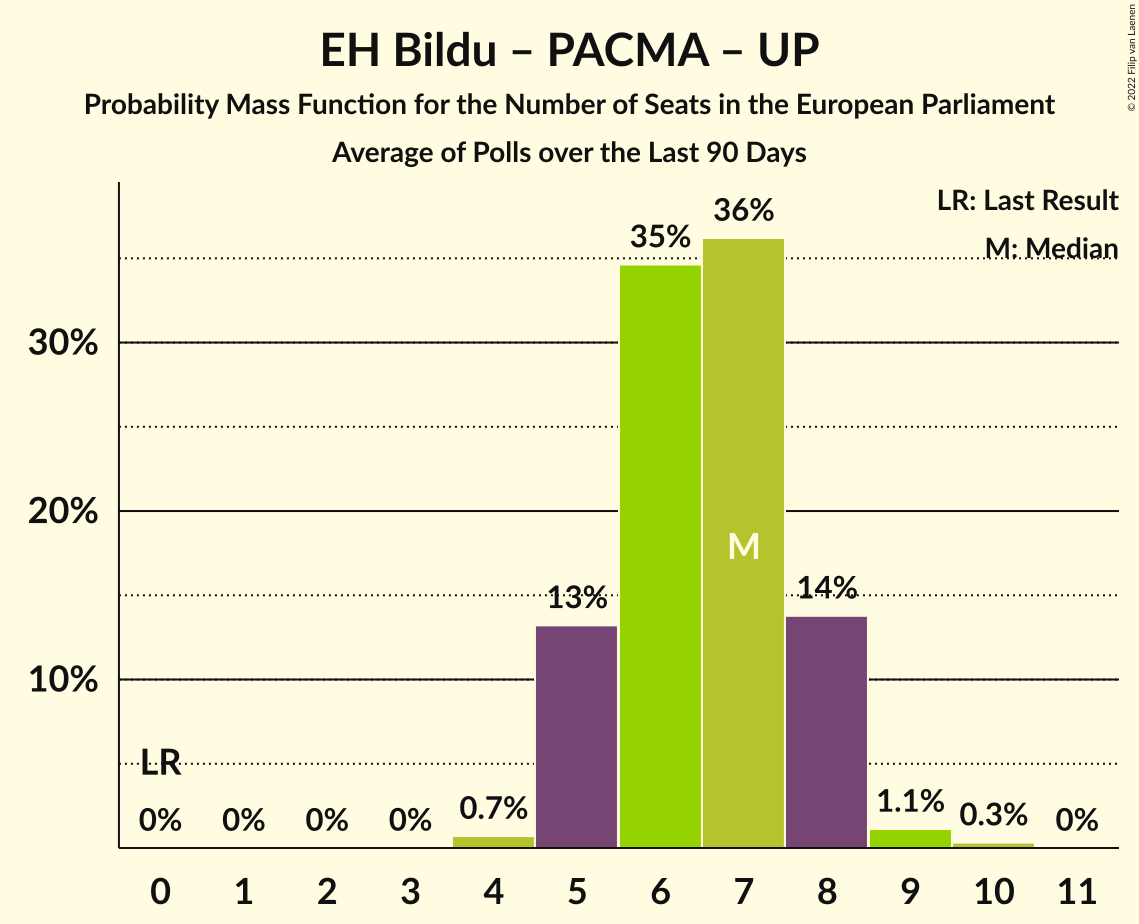 EH Bildu – PACMA – UP
Probability Mass Function for the Number of Seats in the European Parliament
Average of Polls over the Last 90 Days
© 2022 Filip van Laenen
LR: Last Result
M: Median
36%
35%
30%
20%
M
14%
13%
10%
LR
0% 0% 0% 0% 0.7% 1.1% 0.3% 0%
0 1 2 3 4 5 6 7 8 9 10 11